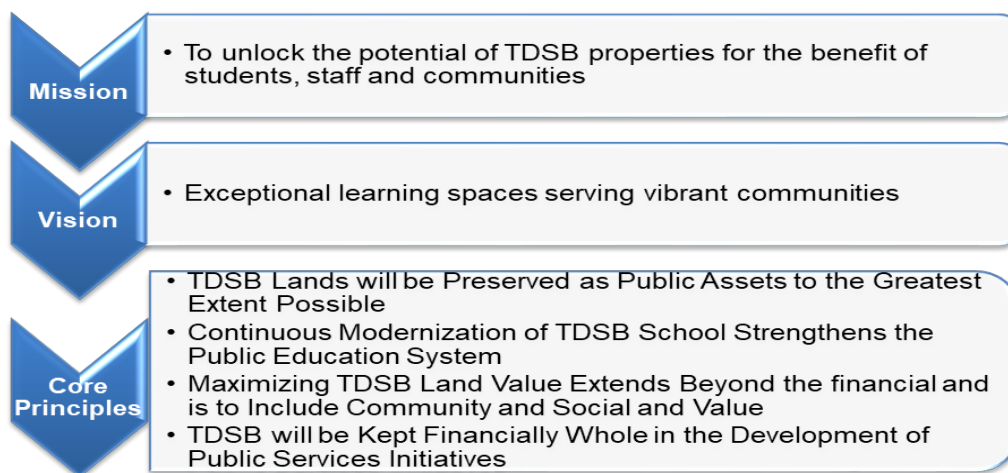 Mission
• To unlock the potential of TDSB properties for the benefit of
students, staff and communities
Vision
• Exceptional learning spaces serving vibrant communities
Core
Principles
• TDSB Lands will be Preserved as Public Assets to the Greatest
Extent Possible
• Continuous Modernization of TDSB School Strengthens the
Public Education System
• Maximizing TDSB Land Value Extends Beyond the financial and
is to Include Community and Social and Value
• TDSB will be Kept Financially Whole in the Development of
Public Services Initiatives